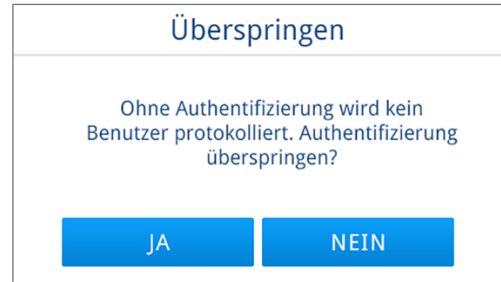 Überspringen
Ohne Authentifizierung wird kein
Benutzer protokolliert. Authentifizierung
überspringen?
JA
NEIN